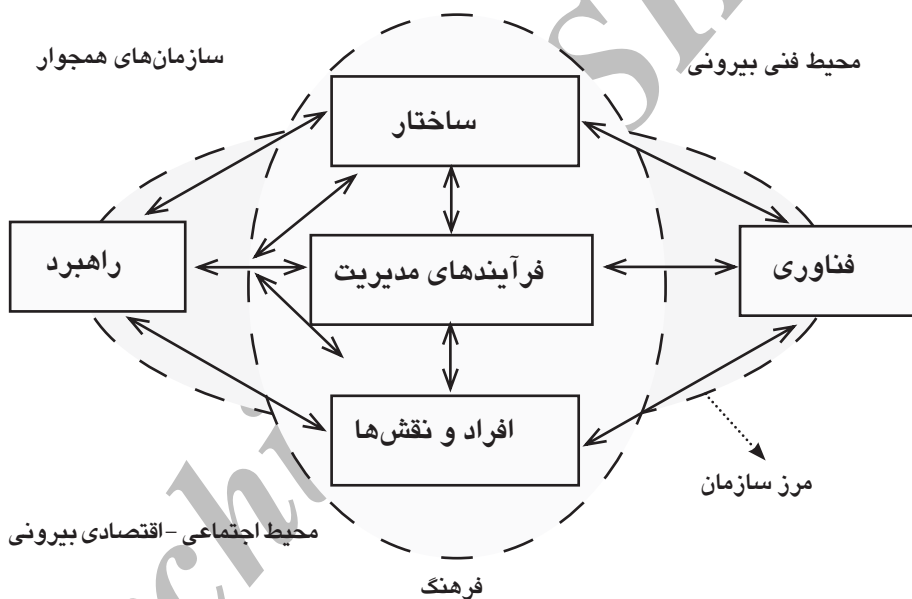 محیط فنی بیرونی
سازمان‌های همجوار
ساختار
فناوری
فرآیندهای مدیریت
راهبرد
افراد و نقش‌ها
مرز سازمان
محیط اجتماعی – اقتصادی بیرونی
فرهنگ